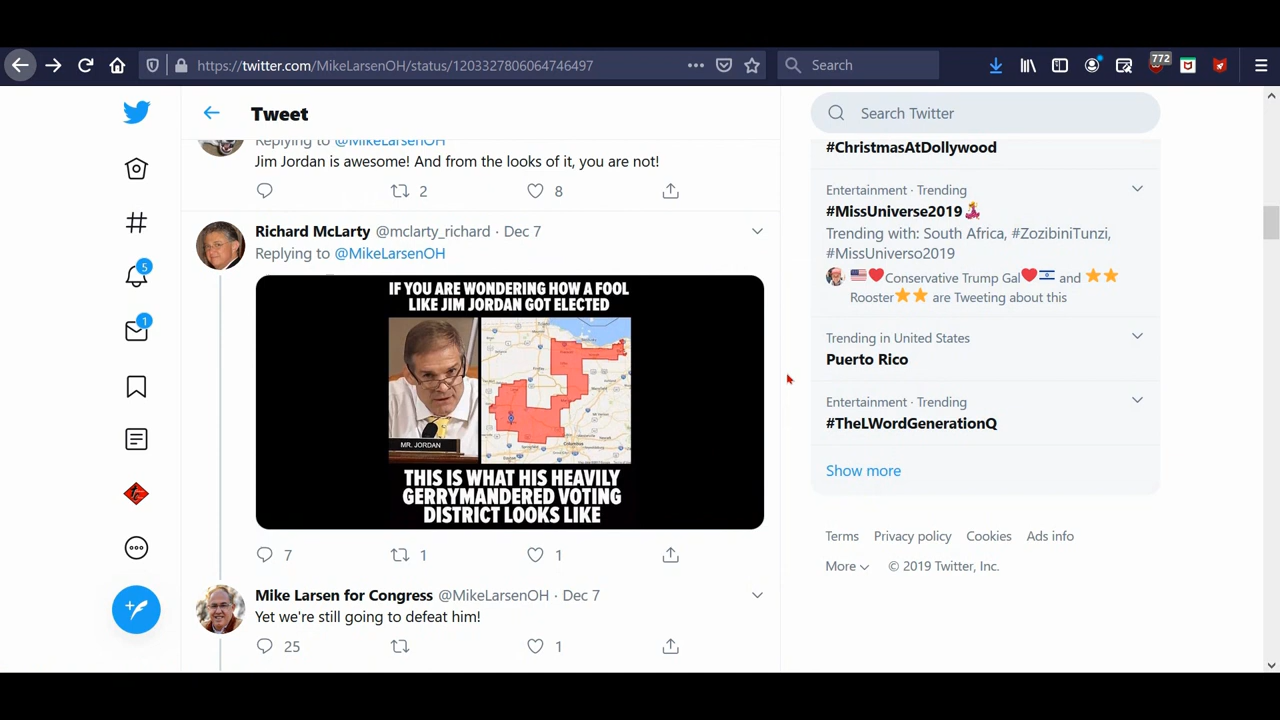 https://twitter.com/MikeLarsenOH/status/1203327806064746497
Search
772
Tweet
Search Twitter
Replying to @MikeLarsenOH
Jim Jordan is awesome! And from the looks of it, you are not!
2
8
Richard McLarty @mclarty_richard · Dec 7
Replying to @MikeLarsenOH
IF YOU ARE WONDERING HOW A FOOL
LIKE JIM JORDAN GOT ELECTED
MR. JORDAN
THIS IS WHAT HIS HEAVILY
GERRYMANDERED VOTING
DISTRICT LOOKS LIKE
7
1
1
Mike Larsen for Congress @MikeLarsenOH · Dec 7
Yet we're still going to defeat him!
25
1
5
1
#ChristmasAtDollywood
Entertainment · Trending
#MissUniverse2019
Trending with: South Africa, #ZozibiniTunzi,
#MissUniverso2019
Conservative Trump Gal and
Rooster are Tweeting about this
Trending in United States
Puerto Rico
Entertainment · Trending
#TheLWordGenerationQ
Show more
Terms Privacy policy Cookies Ads info
More © 2019 Twitter, Inc.